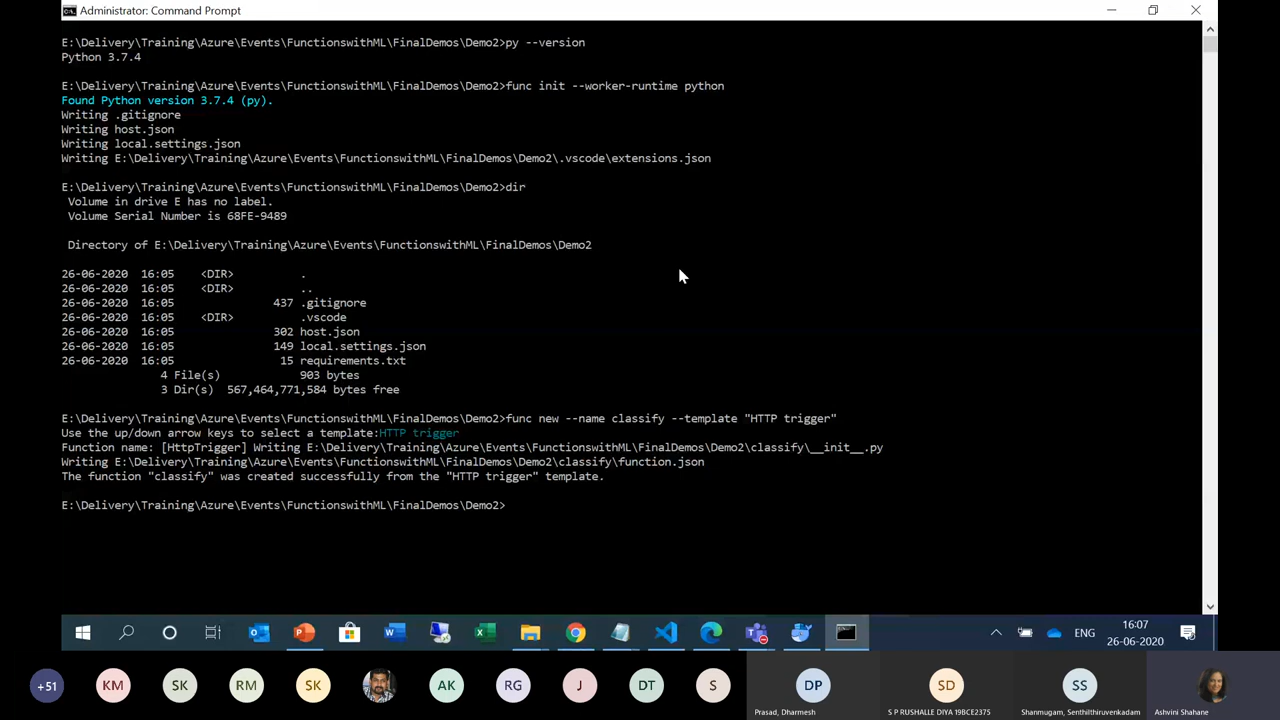 Administrator: Command Prompt
E:\Delivery\Training\Azure\Events\FunctionswithML\FinalDemos\Demo2>py --version
Python 3.7.4
E:\Delivery\Training\Azure\Events\FunctionswithML\FinalDemos\Demo2>func init --worker-runtime python
Found Python version 3.7.4 (py).
Writing .gitignore
Writing host.json
Writing local.settings.json
Writing E:\Delivery\Training\Azure\Events\FunctionswithML\FinalDemos\Demo2\.vscode\extensions.json
E:\Delivery\Training\Azure\Events\FunctionswithML\FinalDemos\Demo2>dir
Volume in drive E has no label.
Volume Serial Number is 68FE-9489
Directory of E:\Delivery\Training\Azure\Events\FunctionswithML\FinalDemos\Demo2
26-06-2020 16:05 <DIR> .
26-06-2020 16:05 <DIR> ..
26-06-2020 16:05 437 .gitignore
26-06-2020 16:05 <DIR> .vscode
26-06-2020 16:05 302 host.json
26-06-2020 16:05 149 local.settings.json
26-06-2020 16:05 15 requirements.txt
4 File(s) 903 bytes
3 Dir(s) 567,464,771,584 bytes free
E:\Delivery\Training\Azure\Events\FunctionswithML\FinalDemos\Demo2>func new --name classify --template "HTTP trigger"
Use the up/down arrow keys to select a template:HTTP trigger
Function name: [HttpTrigger] Writing E:\Delivery\Training\Azure\Events\FunctionswithML\FinalDemos\Demo2\classify\__init__.py
Writing E:\Delivery\Training\Azure\Events\FunctionswithML\FinalDemos\Demo2\classify\function.json
The function "classify" was created successfully from the "HTTP trigger" template.
E:\Delivery\Training\Azure\Events\FunctionswithML\FinalDemos\Demo2>
ENG
16:07
26-06-2020
+51
KM
SK
RM
SK
AK
RG
J
DT
S
DP
SD
SS
Prasad, Dharmesh
S P RUSHALLE DIYA 19BCE2375
Shanmugam, Senthilthiruvenkadam
Ashvini Shahane